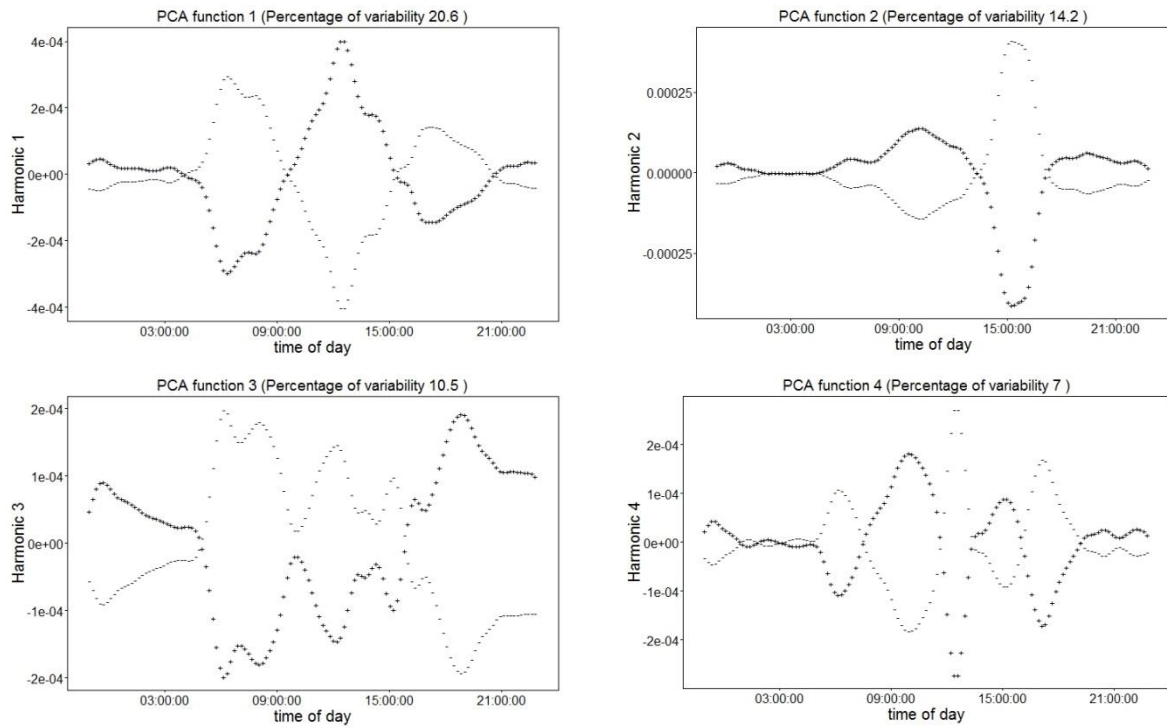 PCA function 1 (Percentage of variability 20.6 )
4e-04
2e-04
0e+00
-2e-04
-4e-04
Harmonic 1
03:00:00 09:00:00 15:00:00 21:00:00
time of day
PCA function 2 (Percentage of variability 14.2 )
0.00025
0.00000
-0.00025
Harmonic 2
03:00:00 09:00:00 15:00:00 21:00:00
time of day
PCA function 3 (Percentage of variability 10.5 )
2e-04
1e-04
0e+00
-1e-04
-2e-04
Harmonic 3
03:00:00 09:00:00 15:00:00 21:00:00
time of day
PCA function 4 (Percentage of variability 7 )
2e-04
1e-04
0e+00
-1e-04
-2e-04
Harmonic 4
03:00:00 09:00:00 15:00:00 21:00:00
time of day